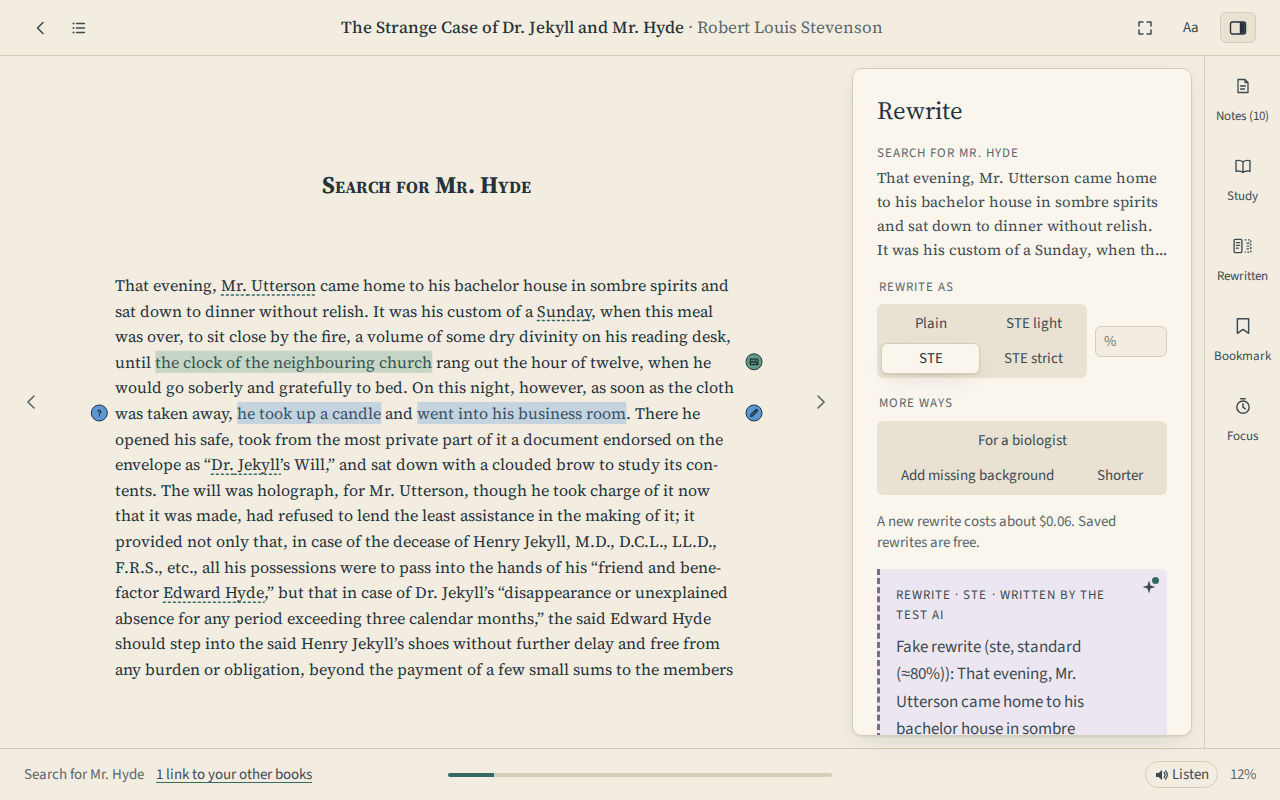 The Strange Case of Dr. Jekyll and Mr. Hyde · Robert Louis Stevenson
Aa
Search for Mr. Hyde
That evening, Mr. Utterson came home to his bachelor house in sombre spirits and
sat down to dinner without relish. It was his custom of a Sunday, when this meal
was over, to sit close by the fire, a volume of some dry divinity on his reading desk,
until the clock of the neighbouring church rang out the hour of twelve, when he
would go soberly and gratefully to bed. On this night, however, as soon as the cloth
was taken away, he took up a candle and went into his business room. There he
opened his safe, took from the most private part of it a document endorsed on the
envelope as “Dr. Jekyll’s Will,” and sat down with a clouded brow to study its con-
tents. The will was holograph, for Mr. Utterson, though he took charge of it now
that it was made, had refused to lend the least assistance in the making of it; it
provided not only that, in case of the decease of Henry Jekyll, M.D., D.C.L., LL.D.,
F.R.S., etc., all his possessions were to pass into the hands of his “friend and bene-
factor Edward Hyde,” but that in case of Dr. Jekyll’s “disappearance or unexplained
absence for any period exceeding three calendar months,” the said Edward Hyde
should step into the said Henry Jekyll’s shoes without further delay and free from
any burden or obligation, beyond the payment of a few small sums to the members
Rewrite
SEARCH FOR MR. HYDE
That evening, Mr. Utterson came home
to his bachelor house in sombre spirits
and sat down to dinner without relish.
It was his custom of a Sunday, when th...
REWRITE AS
Plain
STE light
STE
STE strict
%
MORE WAYS
For a biologist
Add missing background
Shorter
A new rewrite costs about $0.06. Saved
rewrites are free.
REWRITE · STE · WRITTEN BY THE
TEST AI
Fake rewrite (ste, standard
(≈80%)): That evening, Mr.
Utterson came home to his
bachelor house in sombre
Notes (10)
Study
Rewritten
Bookmark
Focus
Search for Mr. Hyde
1 link to your other books
Listen
12%